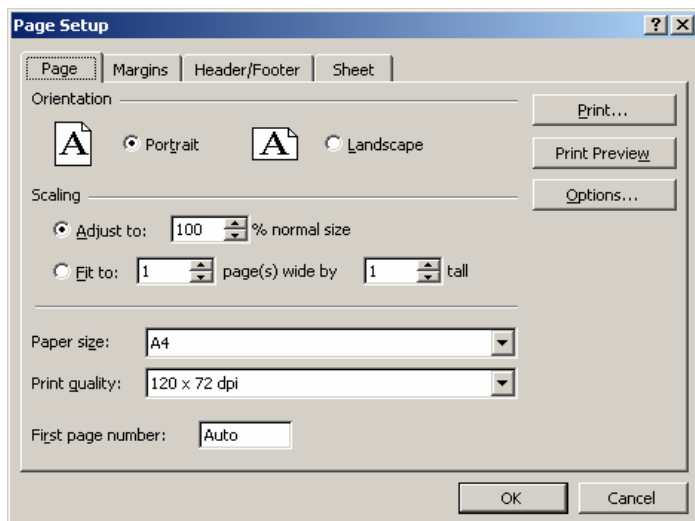 Page Setup
Page Margins Header/Footer Sheet
Orientation
A Portrait A Landscape
Print...
Print Preview
Options...
Scaling
Adjust to: 100 % normal size
Fit to: 1 page(s) wide by 1 tall
Paper size: A4
Print quality: 120 x 72 dpi
First page number: Auto
OK Cancel